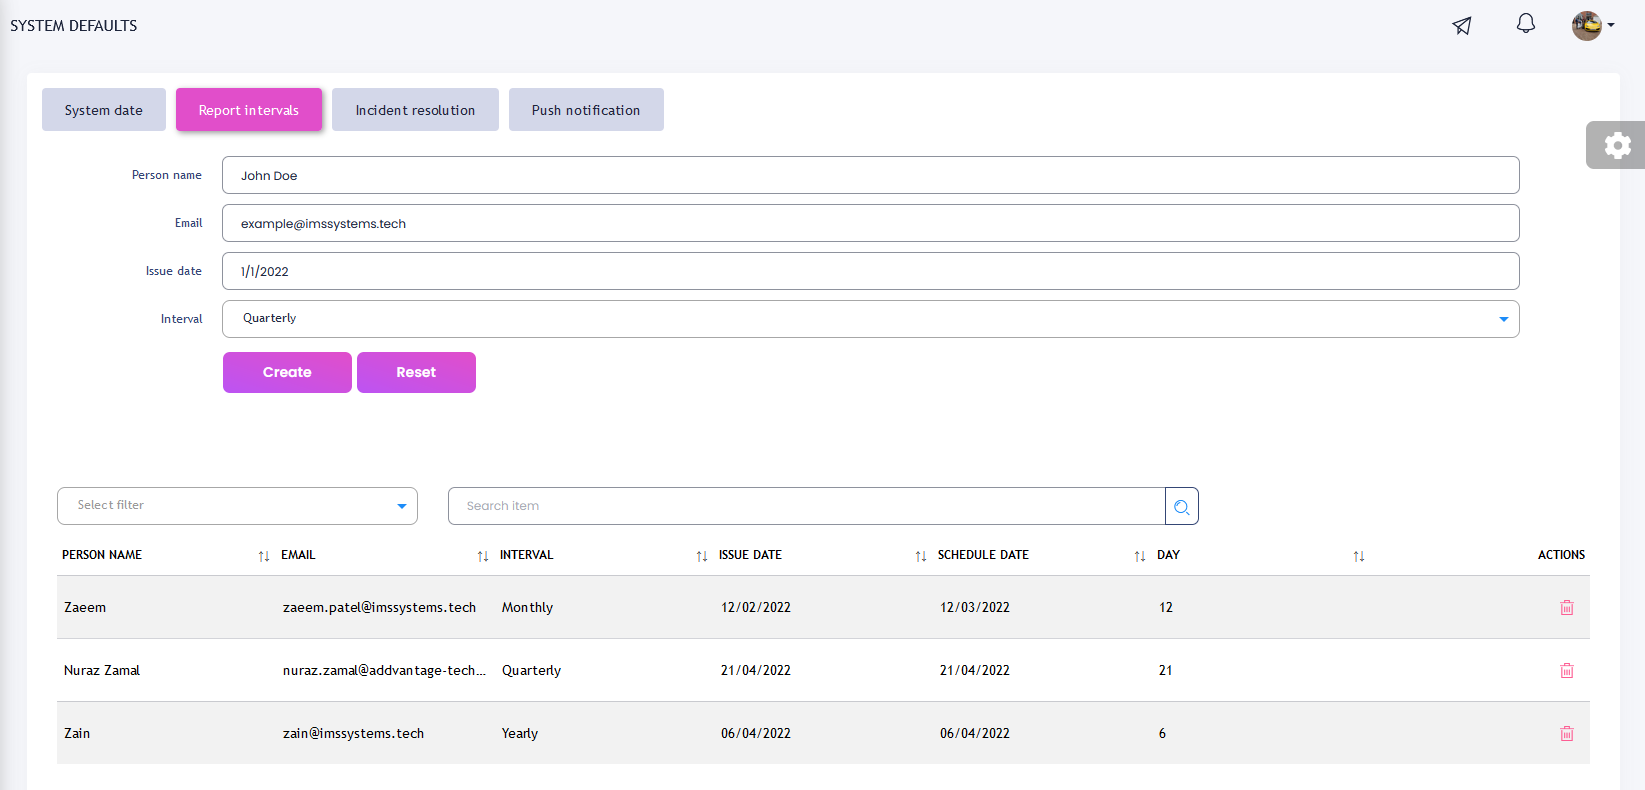 SYSTEM DEFAULTS
System date Report intervals Incident resolution Push notification
Person name John Doe
Email example@imssystems.tech
Issue date 1/1/2022
Interval Quarterly
Create Reset
Select filter Search item
PERSON NAME EMAIL INTERVAL ISSUE DATE SCHEDULE DATE DAY ACTIONS
Zaeem zaeem.patel@imssystems.tech Monthly 12/02/2022 12/03/2022 12
Nuraz Zamal nuraz.zamal@addvantage-tech... Quarterly 21/04/2022 21/04/2022 21
Zain zain@imssystems.tech Yearly 06/04/2022 06/04/2022 6